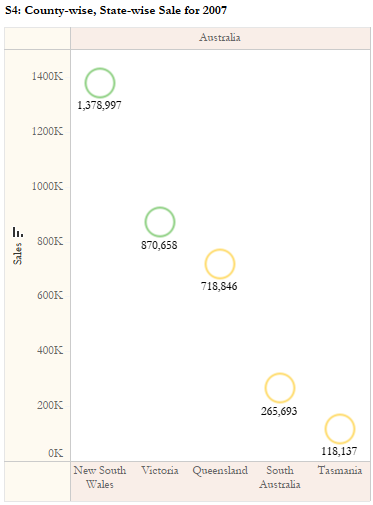 S4: County-wise, State-wise Sale for 2007
Australia
1400K
1200K
1000K
800K
600K
400K
200K
0K
Sales
1,378,997
870,658
718,846
265,693
118,137
New South
Wales
Victoria
Queensland
South
Australia
Tasmania